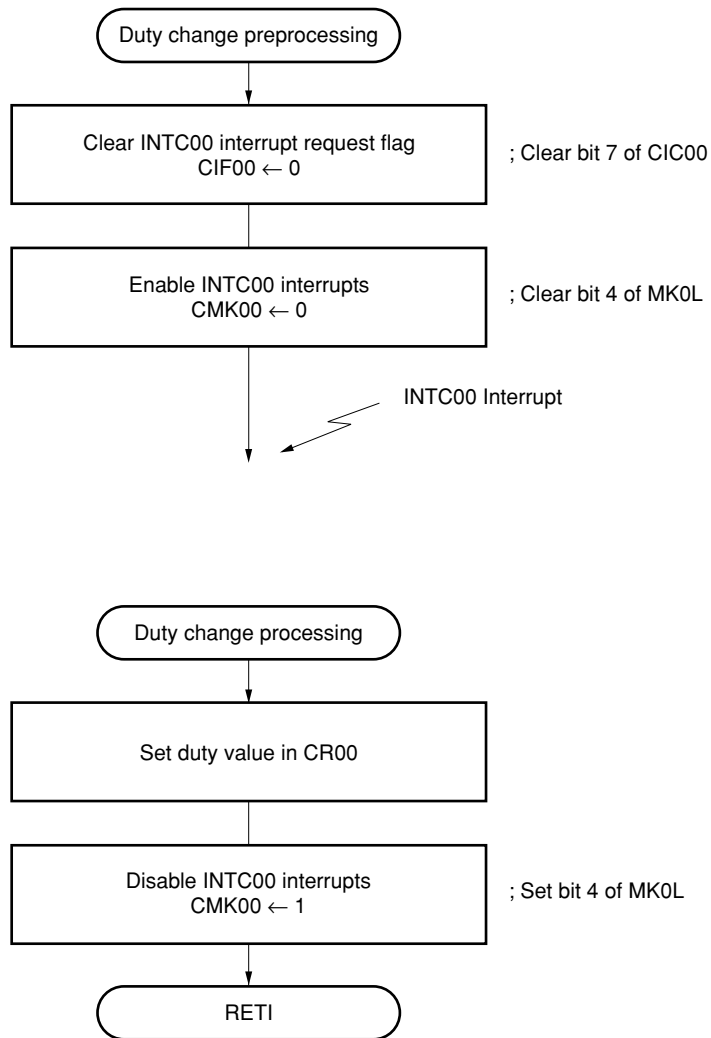 Duty change preprocessing
Clear INTC00 interrupt request flag
CIF00 ← 0
; Clear bit 7 of CIC00
Enable INTC00 interrupts
CMK00 ← 0
; Clear bit 4 of MK0L
INTC00 Interrupt
Duty change processing
Set duty value in CR00
Disable INTC00 interrupts
CMK00 ← 1
; Set bit 4 of MK0L
RETI